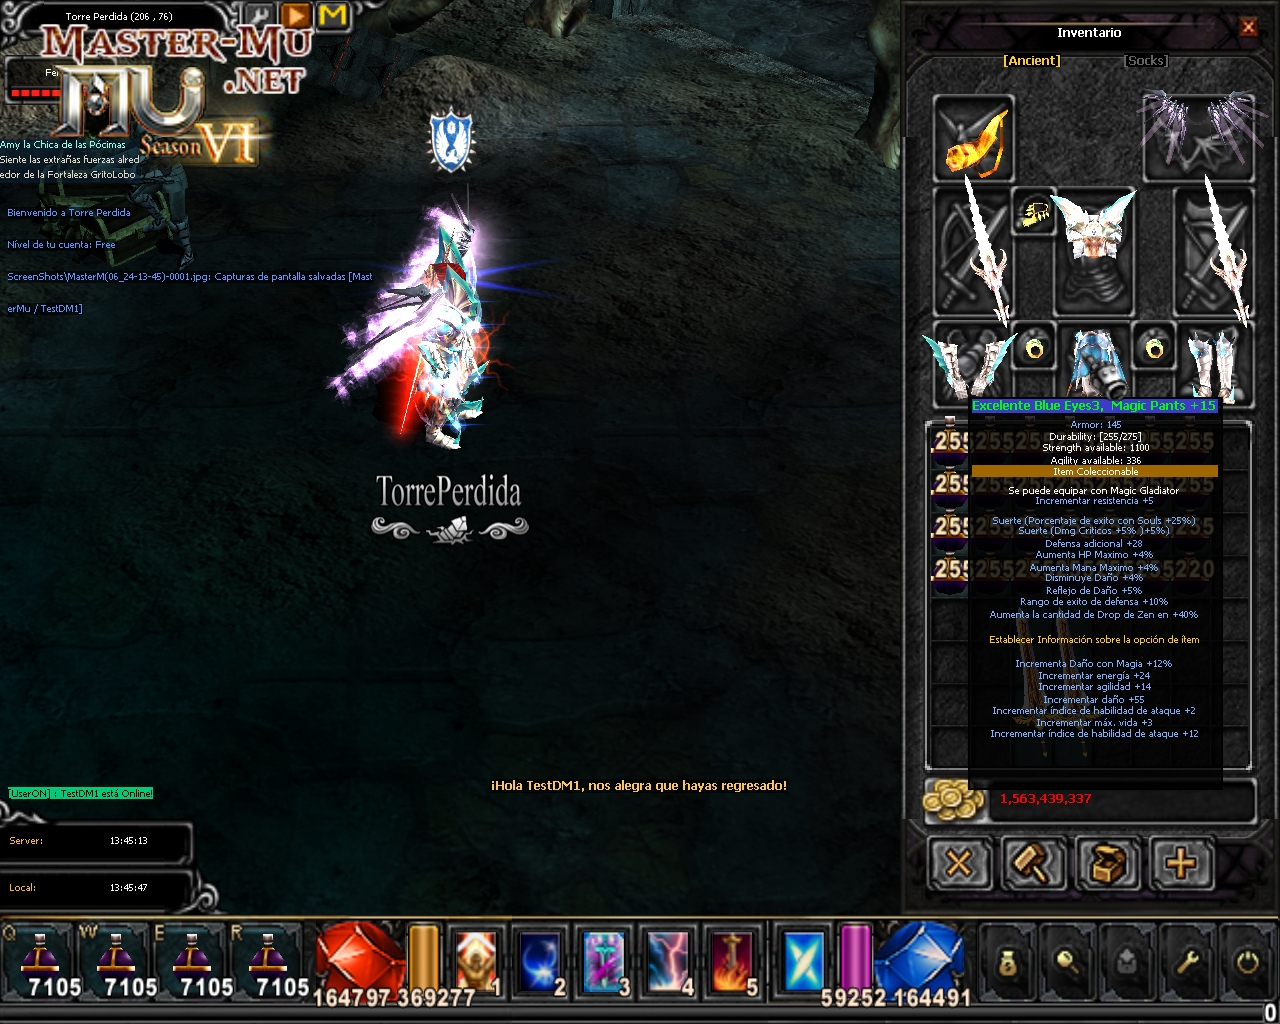 Torre Perdida (206 , 76)
MASTER-MU
.NET
MU
Season VI
Amy la Chica de las Pócimas
Siente las extrañas fuerzas alred
edor de la Fortaleza GritoLobo
Bienvenido a Torre Perdida
Nível de tu cuenta: Free
ScreenShots\MasterM(06_24-13-45)-0001.jpg: Capturas de pantalla salvadas [Mast
erMu / TestDM1]
TorrePerdida
¡Hola TestDM1, nos alegra que hayas regresado!
[UserON] : TestDM1 está Online!
Server: 13:45:13
Local: 13:45:47
Inventario
[Ancient] [Socks]
Excelente Blue Eyes3, Magic Pants +15
Armor: 145
Durability: [255/275]
Strength available: 1100
Agility available: 336
Item Coleccionable
Se puede equipar con Magic Gladiator
Incrementar resistencia +5
Suerte (Porcentaje de exito con Souls +25%)
Suerte (Dmg Criticos +5% )+5%)
Defensa adicional +28
Aumenta HP Maximo +4%
Aumenta Mana Maximo +4%
Disminuye Daño +4%
Reflejo de Daño +5%
Rango de exito de defensa +10%
Aumenta la cantidad de Drop de Zen en +40%
Establecer Información sobre la opción de ítem
Incrementa Daño con Magia +12%
Incrementar energía +24
Incrementar agilidad +14
Incrementar daño +55
Incrementar índice de habilidad de ataque +2
Incrementar máx. vida +3
Incrementar índice de habilidad de ataque +12
255 255
255 255
255 255
255 220
1,563,439,337
Q W E R
7105 7105 7105 7105
164797 369277 1 2 3 4 5 59252 164491
0